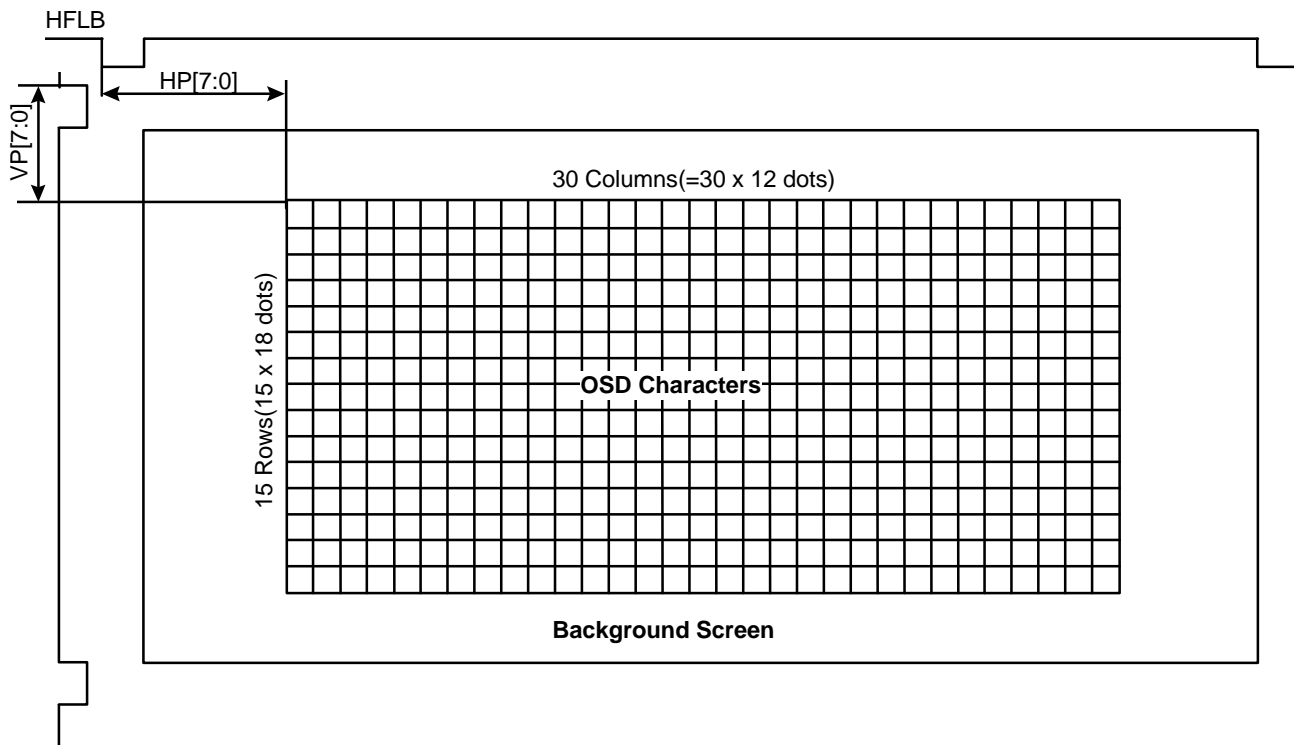 HFLB
HP[7:0]
VP[7:0]
30 Columns(=30 x 12 dots)
15 Rows(15 x 18 dots)
OSD Characters
Background Screen